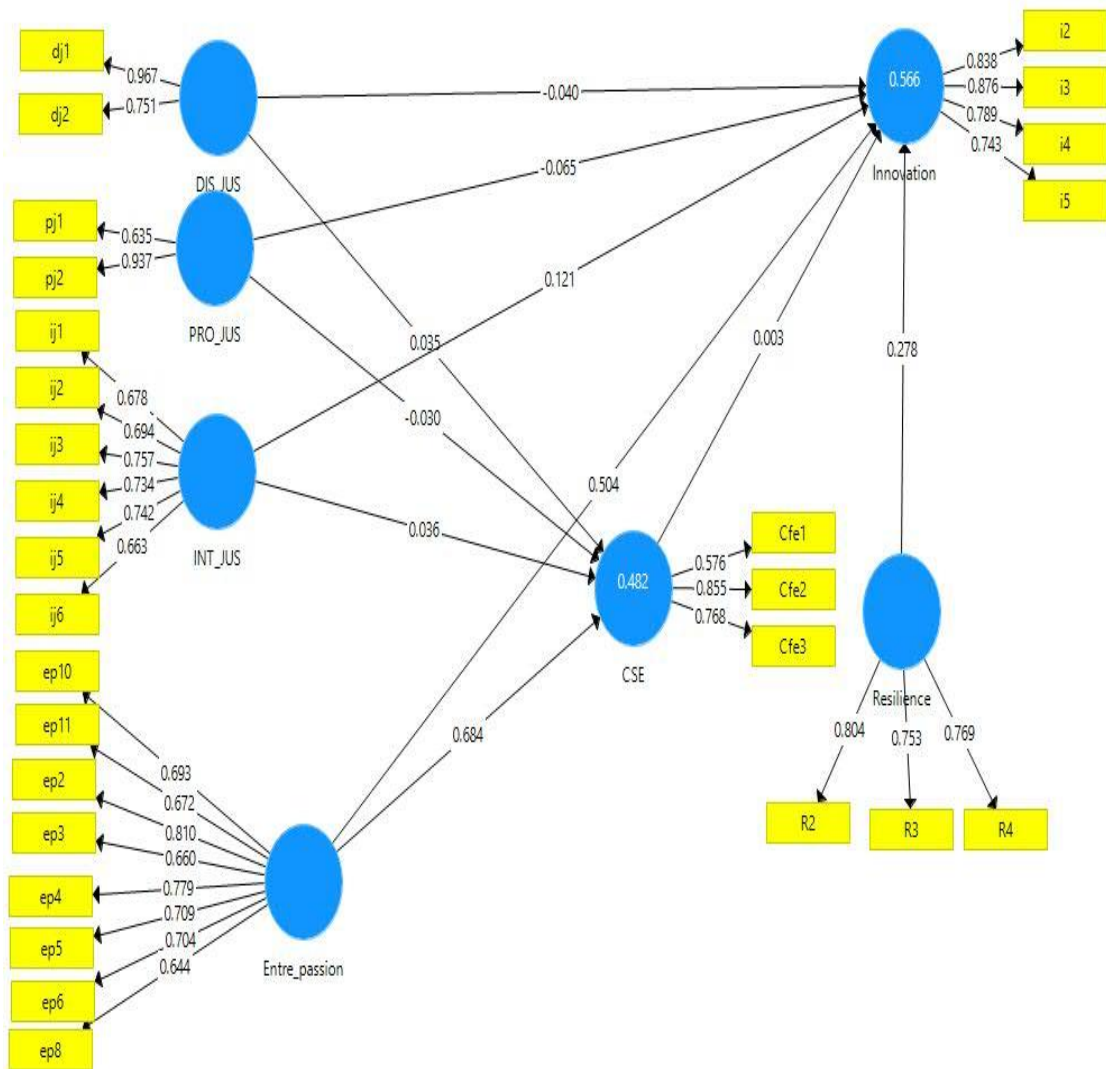 dj1
0.967
0.751
dj2
DIS_JUS
-0.040
0.566
Innovation
i2
0.838
i3
0.876
0.789
i4
0.743
i5
pj1
0.635
0.937
pj2
PRO_JUS
-0.065
0.121
ij1
0.678
ij2
0.694
ij3
0.757
ij4
0.734
0.742
ij5
0.663
ij6
INT_JUS
0.035
-0.030
0.036
0.003
0.278
0.504
0.482
CSE
Cfe1
0.576
Cfe2
0.855
0.768
Cfe3
0.684
Resilience
0.804
0.753
0.769
R2
R3
R4
ep10
0.693
ep11
0.672
ep2
0.810
ep3
0.660
ep4
0.779
0.709
ep5
0.704
0.644
ep6
ep8
Entre_passion